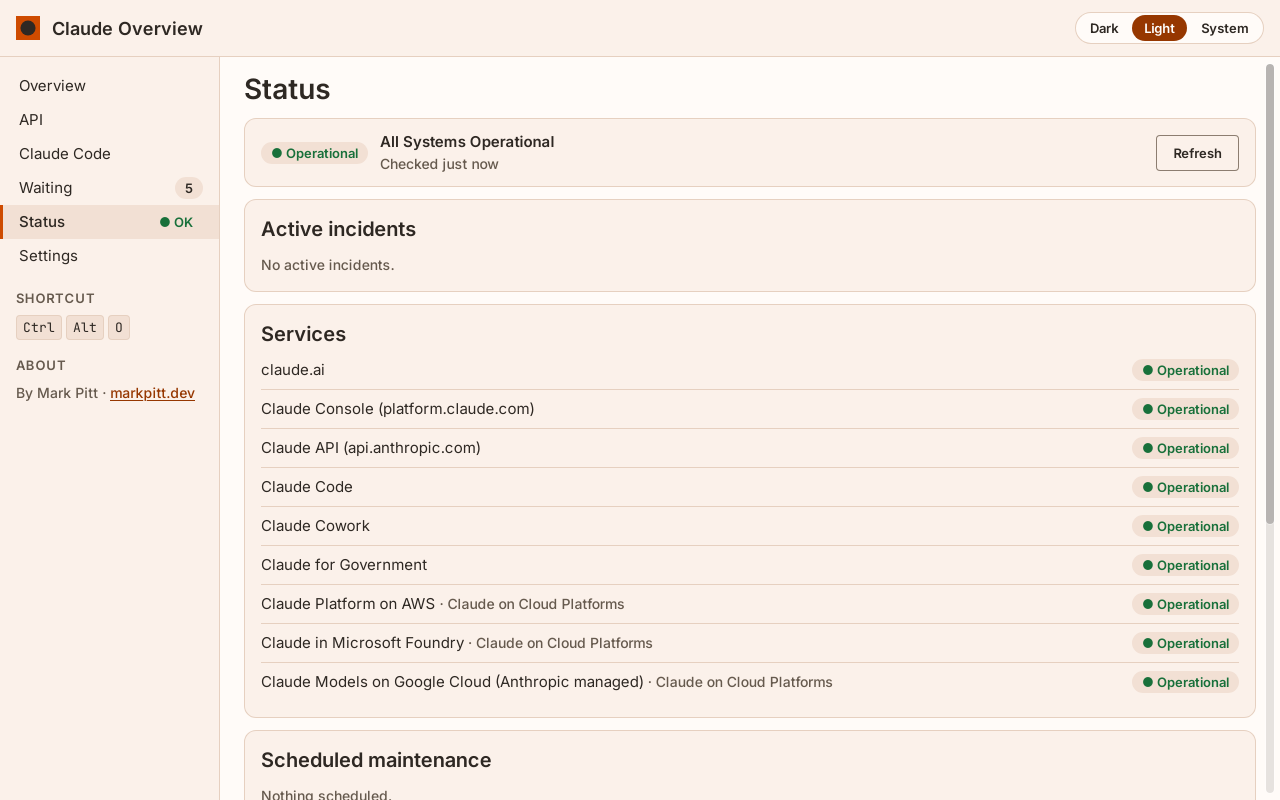 Claude Overview
Dark Light System
Overview
API
Claude Code
Waiting 5
Status OK
Settings
SHORTCUT
Ctrl Alt O
ABOUT
By Mark Pitt · markpitt.dev
Status
Operational
All Systems Operational
Checked just now
Refresh
Active incidents
No active incidents.
Services
claude.ai Operational
Claude Console (platform.claude.com) Operational
Claude API (api.anthropic.com) Operational
Claude Code Operational
Claude Cowork Operational
Claude for Government Operational
Claude Platform on AWS · Claude on Cloud Platforms Operational
Claude in Microsoft Foundry · Claude on Cloud Platforms Operational
Claude Models on Google Cloud (Anthropic managed) · Claude on Cloud Platforms Operational
Scheduled maintenance
Nothing scheduled.